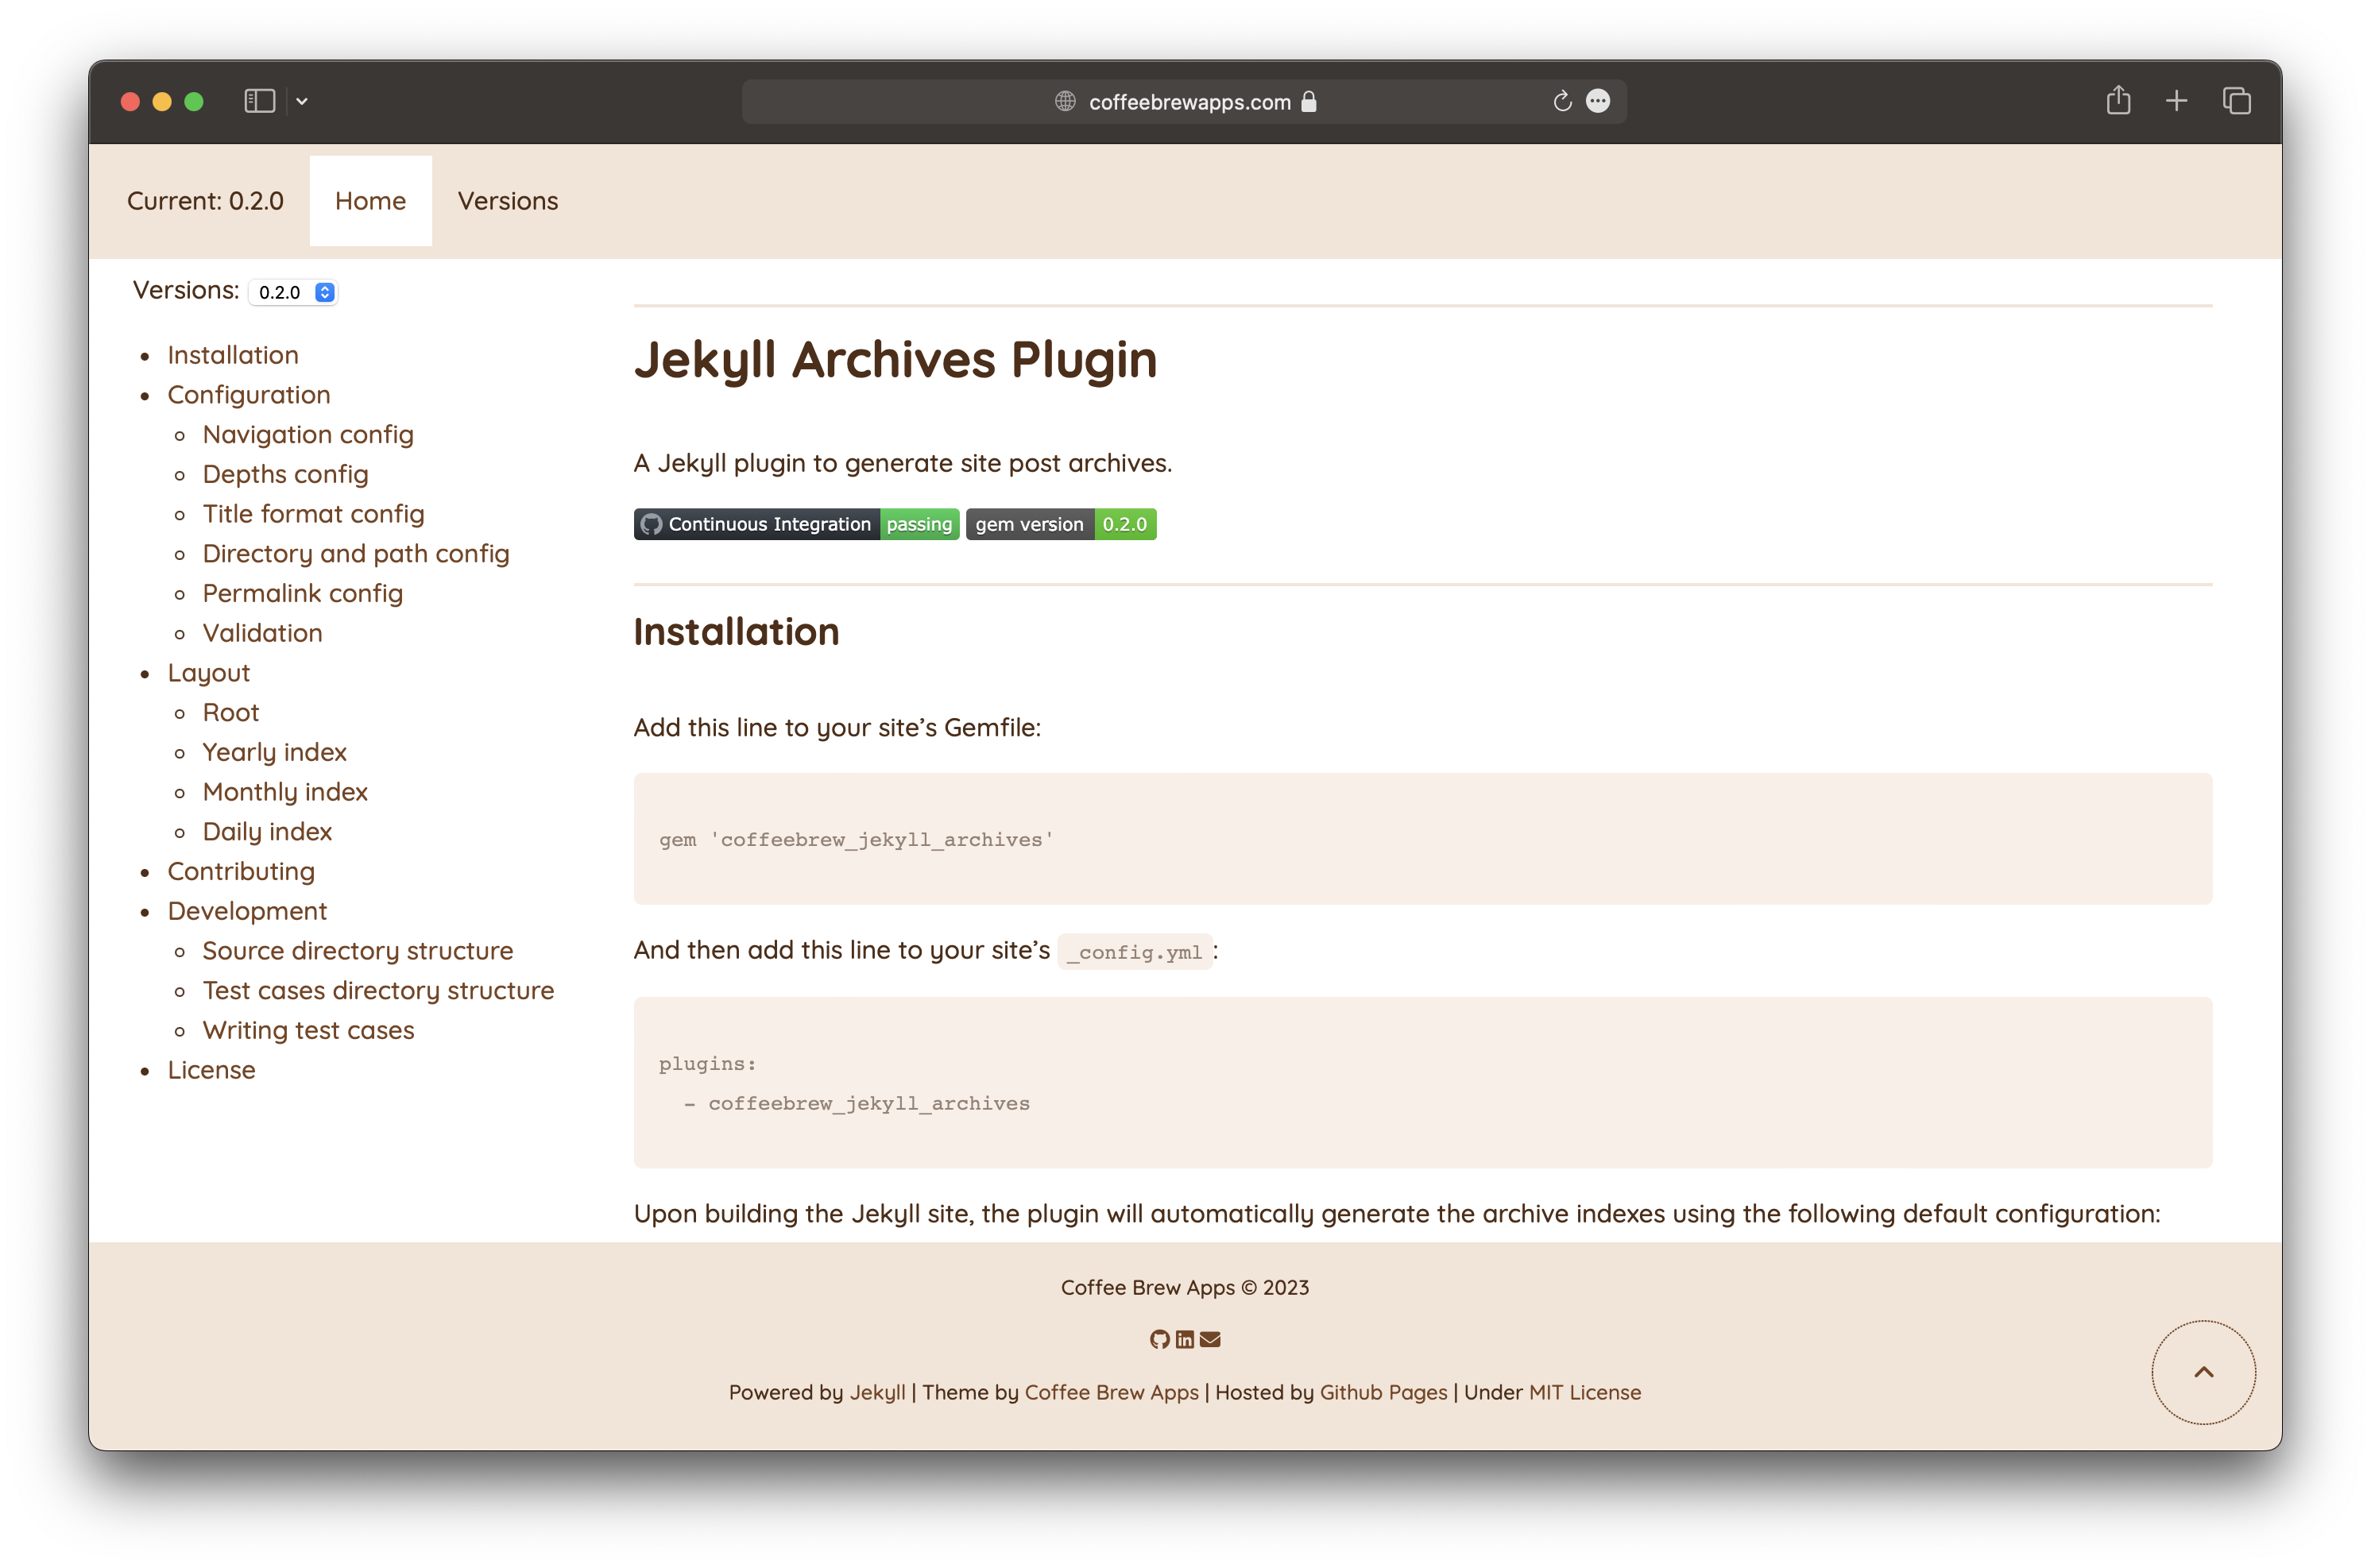 coffeebrewapps.com
Current: 0.2.0 Home Versions
Versions: 0.2.0
Installation
Configuration
Navigation config
Depths config
Title format config
Directory and path config
Permalink config
Validation
Layout
Root
Yearly index
Monthly index
Daily index
Contributing
Development
Source directory structure
Test cases directory structure
Writing test cases
License
Jekyll Archives Plugin
A Jekyll plugin to generate site post archives.
Continuous Integration passing gem version 0.2.0
Installation
Add this line to your site’s Gemfile:
gem 'coffeebrew_jekyll_archives'
And then add this line to your site’s _config.yml:
plugins:
- coffeebrew_jekyll_archives
Upon building the Jekyll site, the plugin will automatically generate the archive indexes using the following default configuration:
Coffee Brew Apps © 2023
Powered by Jekyll | Theme by Coffee Brew Apps | Hosted by Github Pages | Under MIT License